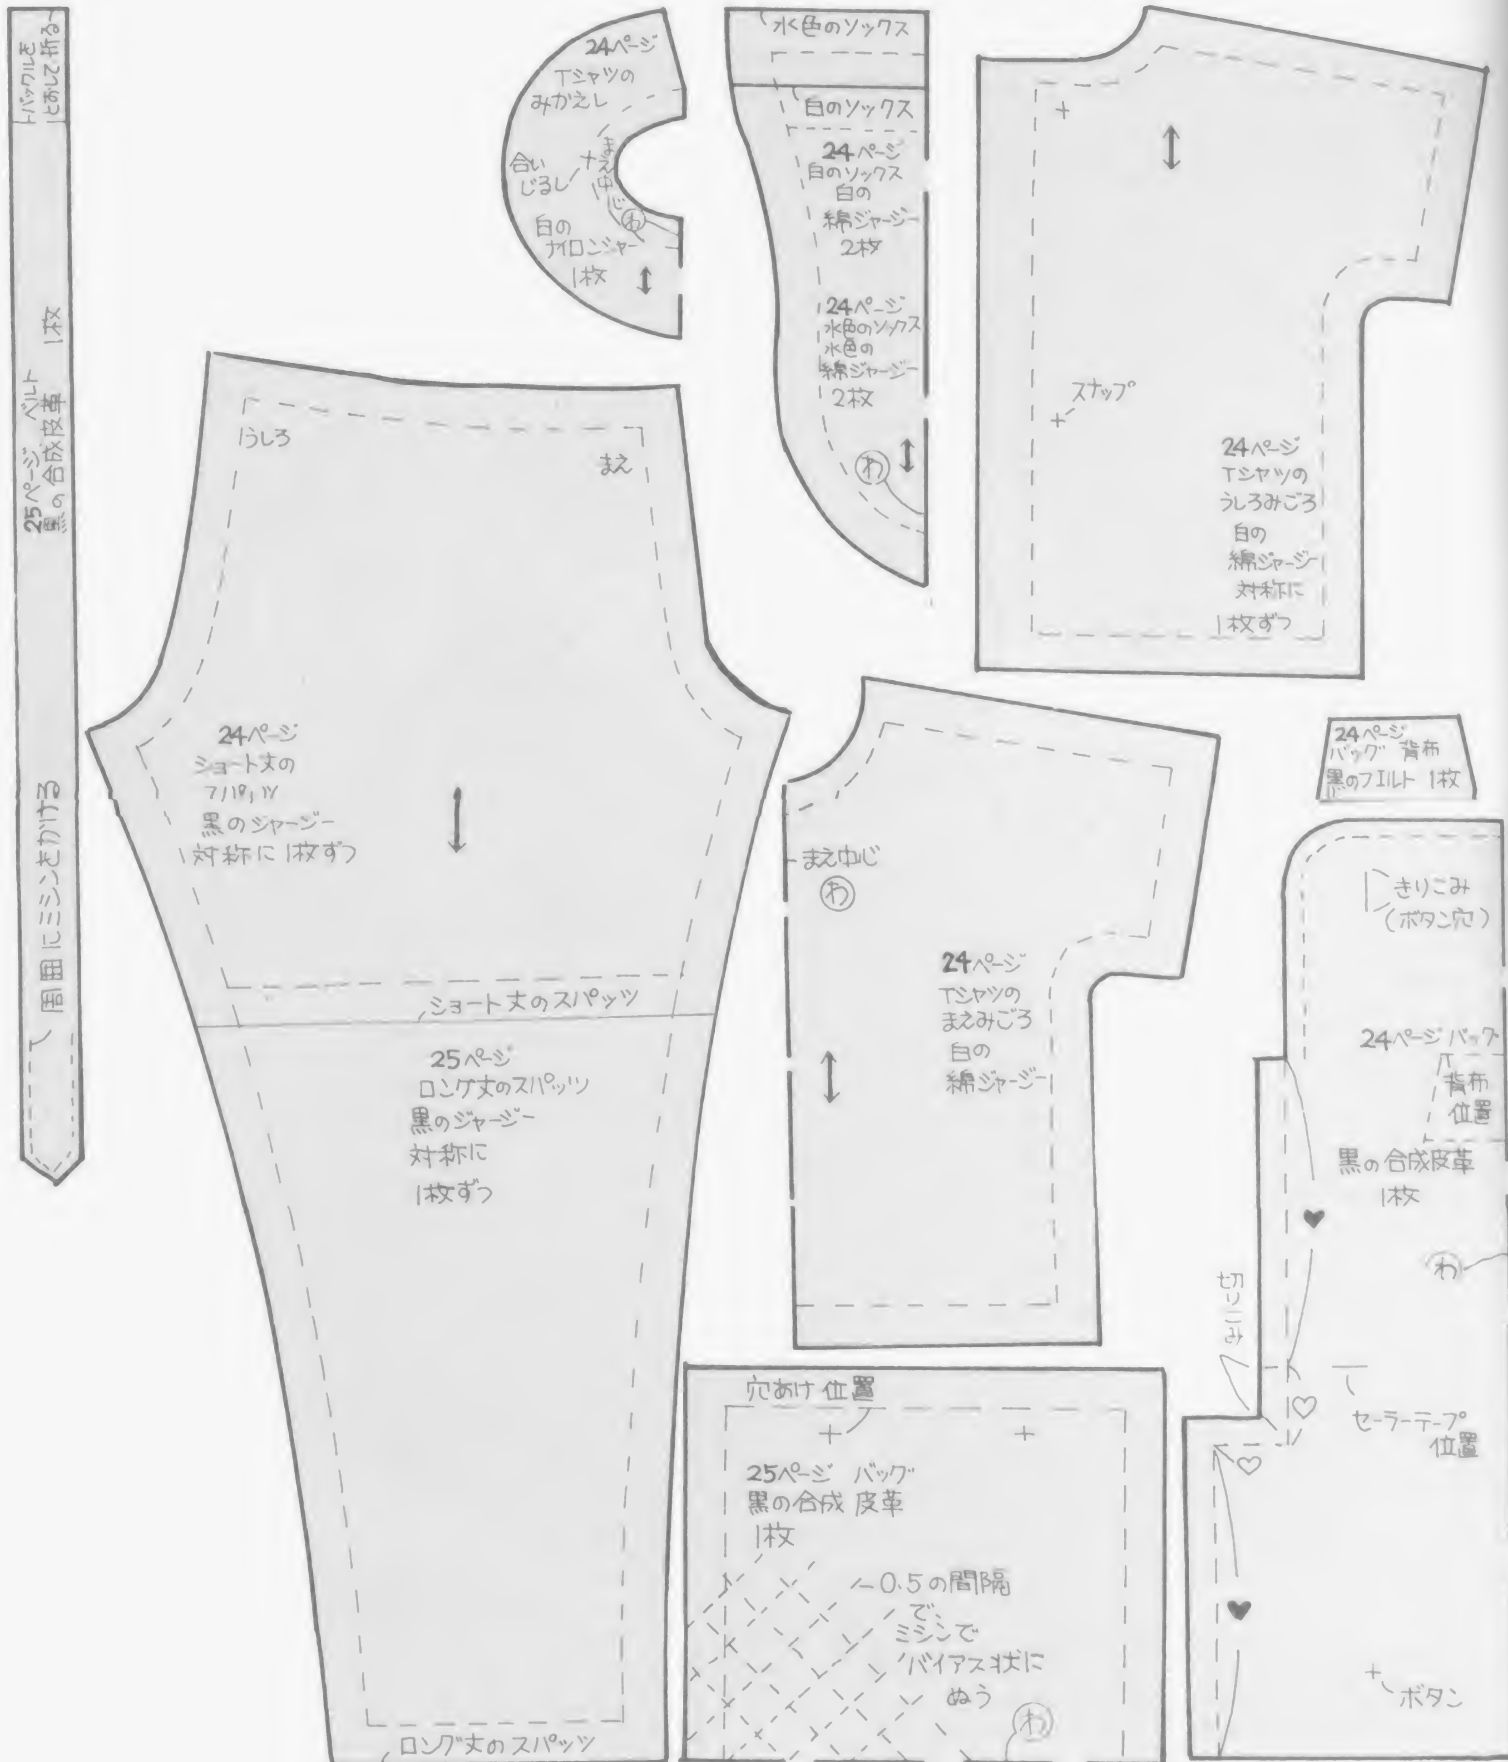 バックルを
とおして折る
25ページ ベルト
黒の合成皮革 1枚
周囲にミシンをかける
24ページ
Tシャツの
みかえし
まえ中心
合い
じるし
わ
白の
ナイロンジャー
1枚
水色のソックス
白のソックス
24ページ
白のソックス
白の
綿ジャージー
2枚
24ページ
水色のソックス
水色の
綿ジャージー
2枚
わ
スナップ
24ページ
Tシャツの
うしろみごろ
白の
綿ジャージー
対称に
1枚ずつ
うしろ
まえ
24ページ
ショート丈の
スパッツ
黒のジャージー
対称に1枚ずつ
ショート丈のスパッツ
25ページ
ロング丈のスパッツ
黒のジャージー
対称に
1枚ずつ
ロング丈のスパッツ
まえ中心
わ
24ページ
Tシャツの
まえみごろ
白の
綿ジャージー
24ページ
バッグ 背布
黒のフエルト 1枚
きりこみ
(ボタン穴)
24ページ バッグ
背布
位置
黒の合成皮革
1枚
わ
切りこみ
セーラーテープ
位置
ボタン
穴あけ位置
25ページ バッグ
黒の合成皮革
1枚
0.5の間隔
で、
ミシンで
バイアス状に
ぬう
わ